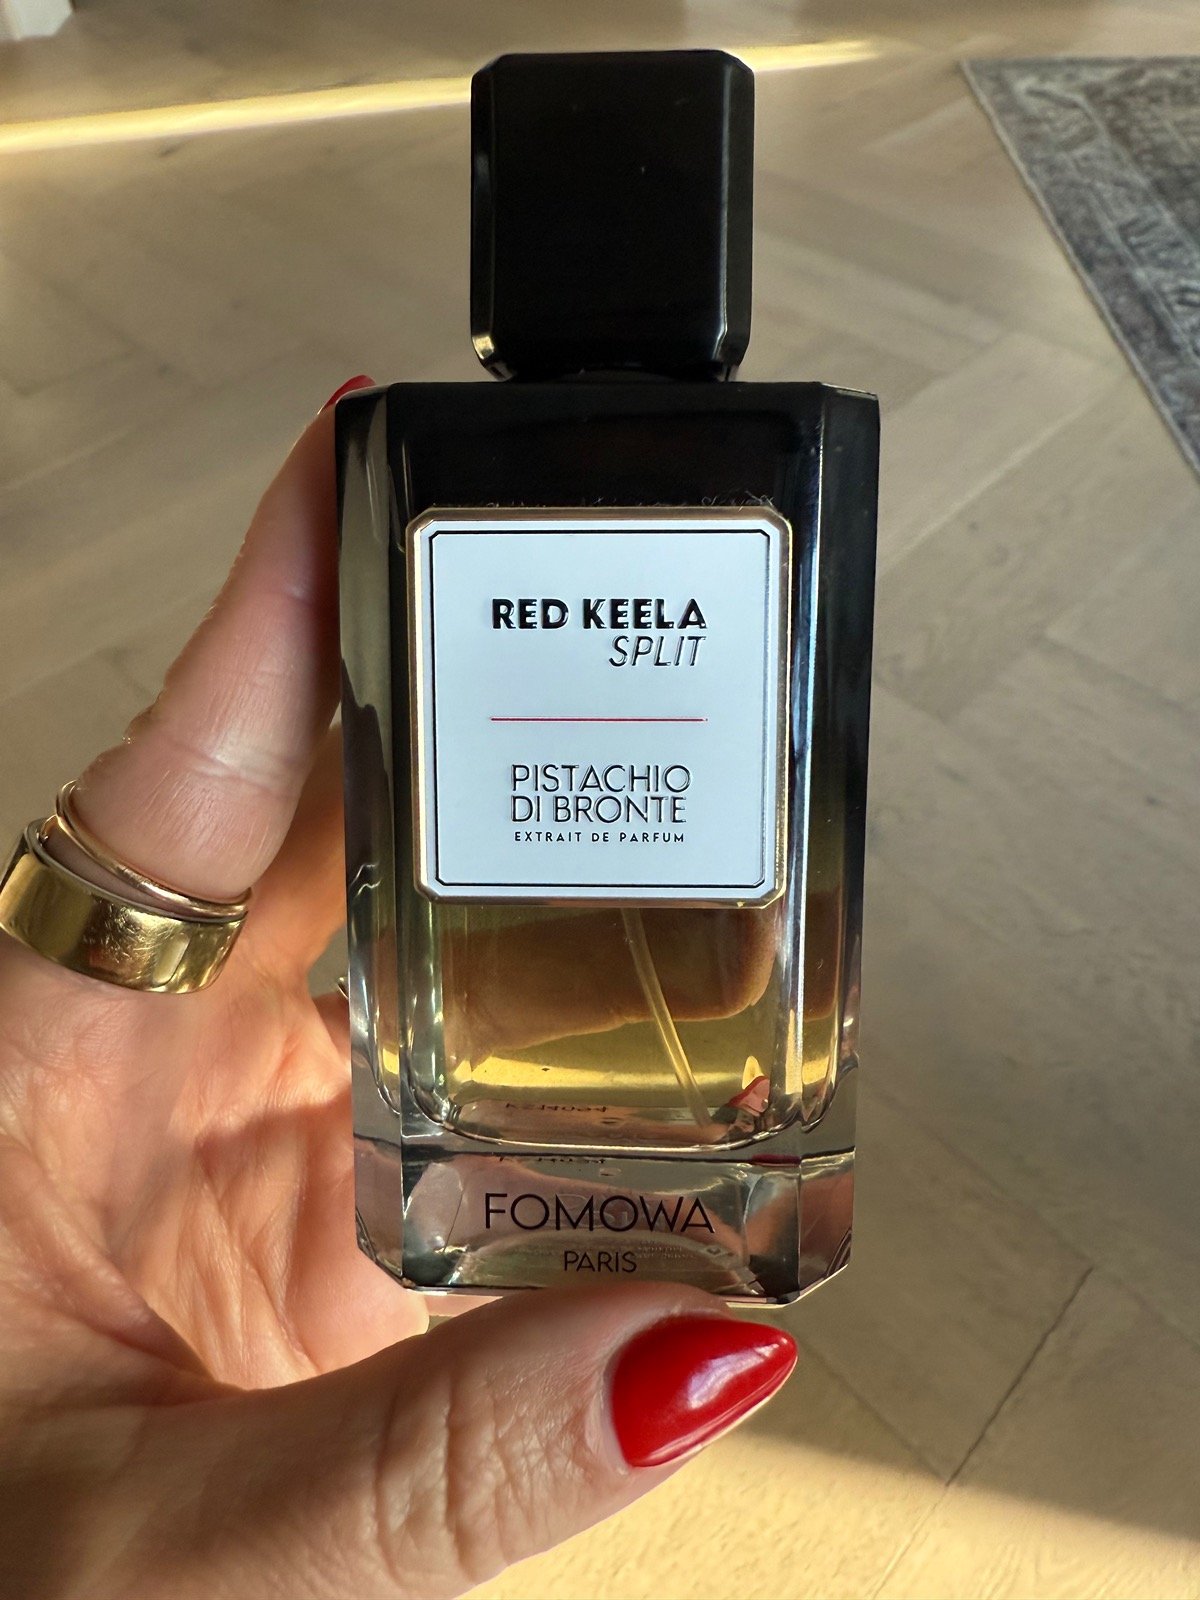 RED KEELA
SPLIT
PISTACHIO
DI BRONTE
EXTRAIT DE PARFUM
FOMOWA
PARIS